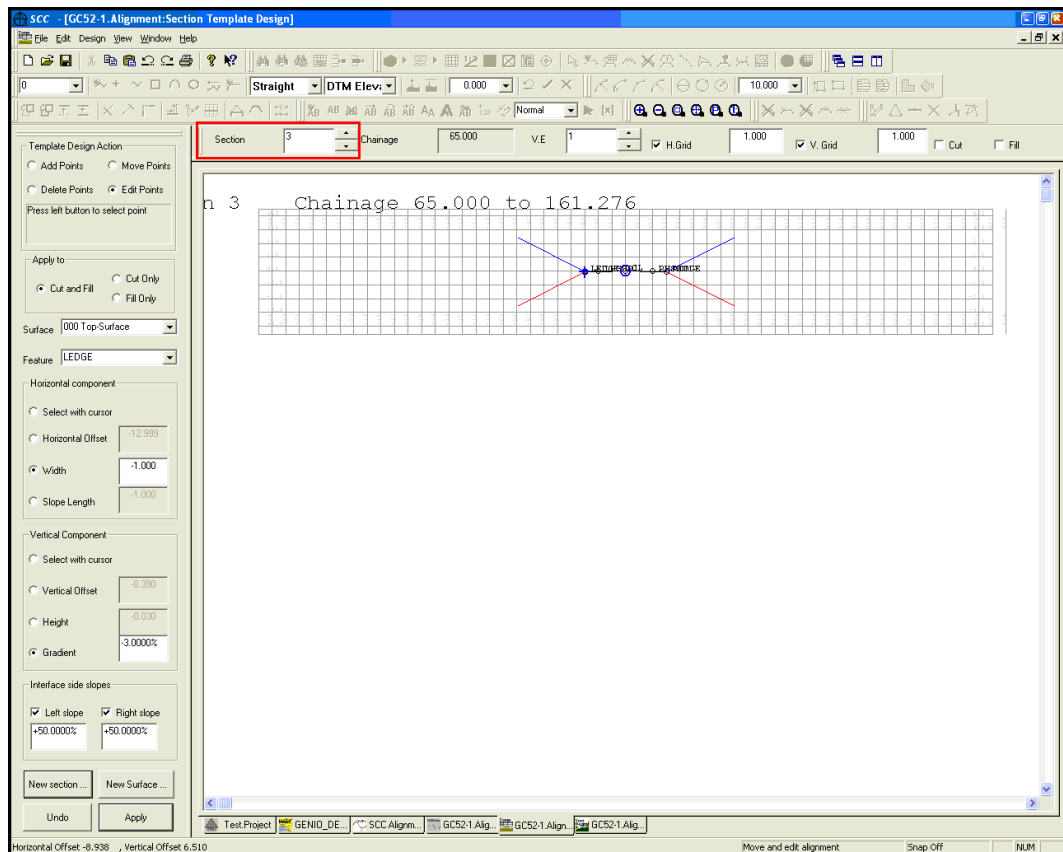 SCC - [GC52-1.Alignment:Section Template Design]
File Edit Design View Window Help
0 Straight DTM Elev: 0.000 10.000
Normal
Section 3 Chainage 65.000 V.E 1 H.Grid 1.000 V. Grid 1.000 Cut Fill
Template Design Action
Add Points Move Points
Delete Points Edit Points
Press left button to select point
Apply to
Cut and Fill
Cut Only
Fill Only
Surface 000 Top-Surface
Feature LEDGE
Horizontal component
Select with cursor
Horizontal Offset -12.999
Width -1.000
Slope Length -1.000
Vertical Component
Select with cursor
Vertical Offset -0.390
Height -0.030
Gradient -3.0000%
Interface side slopes
Left slope Right slope
+50.0000% +50.0000%
New section ... New Surface ...
Undo Apply
n 3 Chainage 65.000 to 161.276
Test.Project GENIO_DE... SCC Alignm... GC52-1.Alig... GC52-1.Align... GC52-1.Alig...
Horizontal Offset -8.938 , Vertical Offset 6.510 Move and edit alignment Snap Off NUM